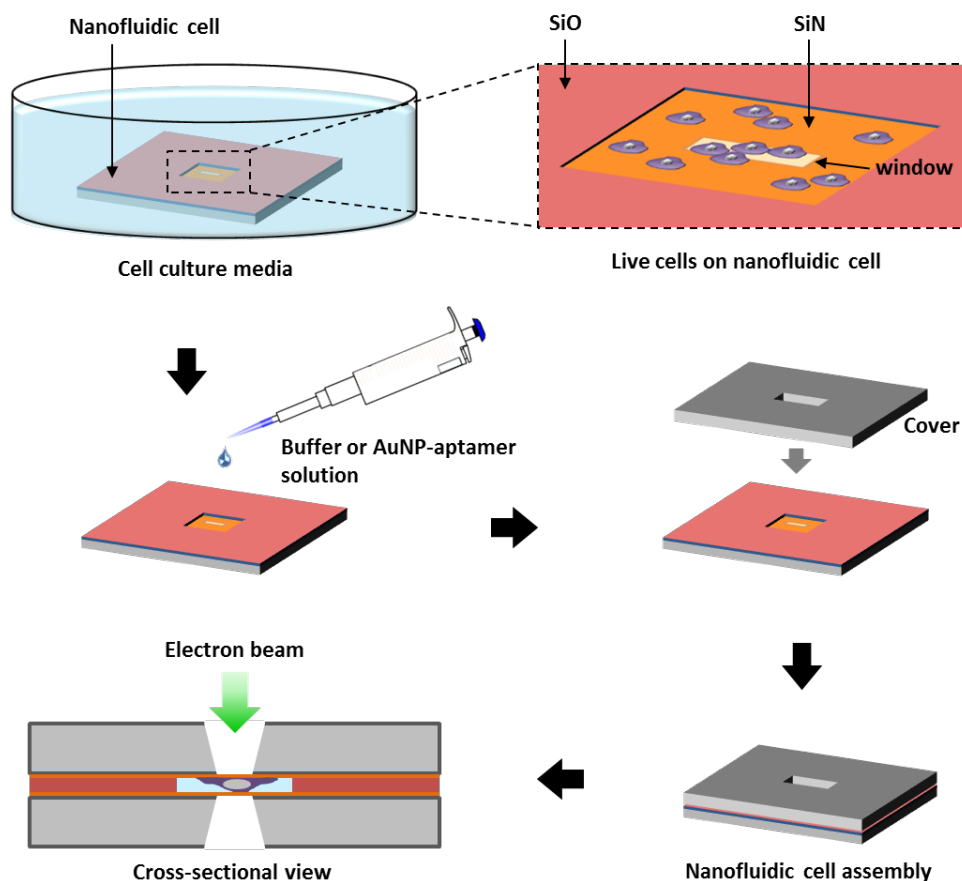 Nanofluidic cell
SiO
SiN
window
Cell culture media
Live cells on nanofluidic cell
Buffer or AuNP-aptamer
solution
Cover
Electron beam
Cross-sectional view
Nanofluidic cell assembly